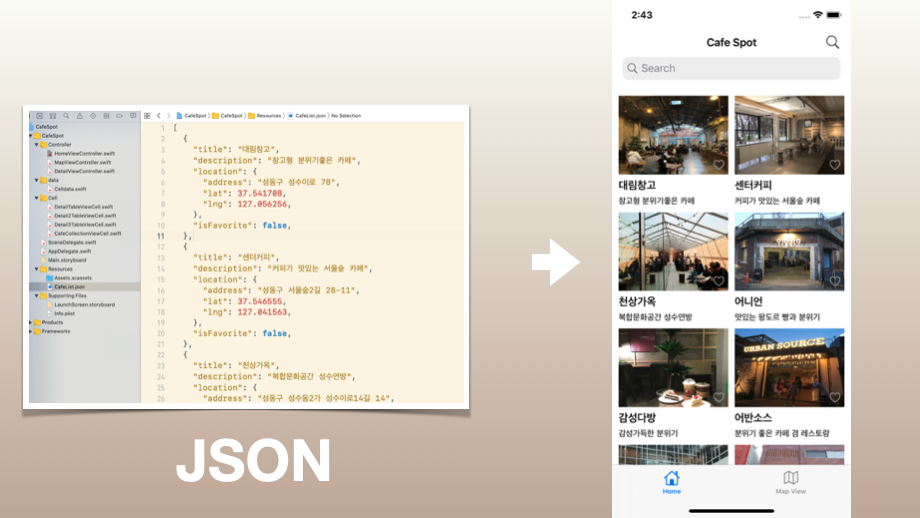 CafeSpot
CafeSpot
Controller
HomeViewController.swift
MapViewController.swift
DetailViewController.swift
data
Cafedata.swift
Cell
Detail1TableViewCell.swift
Detail2TableViewCell.swift
Detail3TableViewCell.swift
CafeCollectionViewCell.swift
SceneDelegate.swift
AppDelegate.swift
Main.storyboard
Resources
Assets.xcassets
CafeList.json
Supporting Files
LaunchScreen.storyboard
Info.plist
Products
Frameworks
CafeSpot 〉 CafeSpot 〉 Resources 〉 CafeList.json 〉 No Selection
1 [
2 {
3 "title": "대림창고",
4 "description": "창고형 분위기좋은 카페",
5 "location": {
6 "address": "성동구 성수이로 78",
7 "lat": 37.541708,
8 "lng": 127.056256,
9 },
10 "isFavorite": false,
11 },
12 {
13 "title": "센터커피",
14 "description": "커피가 맛있는 서울숲 카페",
15 "location": {
16 "address": "성동구 서울숲2길 28-11",
17 "lat": 37.546555,
18 "lng": 127.041563,
19 },
20 "isFavorite": false,
21 },
22 {
23 "title": "천상가옥",
24 "description": "복합문화공간 성수연방",
25 "location": {
26 "address": "성동구 성수동2가 성수이로14길 14",
JSON
2:43
Cafe Spot
Search
대림창고
창고형 분위기좋은 카페
센터커피
커피가 맛있는 서울숲 카페
천상가옥
복합문화공간 성수연방
어니언
맛있는 팡도르 빵과 분위기
URBAN SOURCE
감성다방
감성가득한 분위기
어반소스
분위기 좋은 카페 겸 레스토랑
Home
Map View